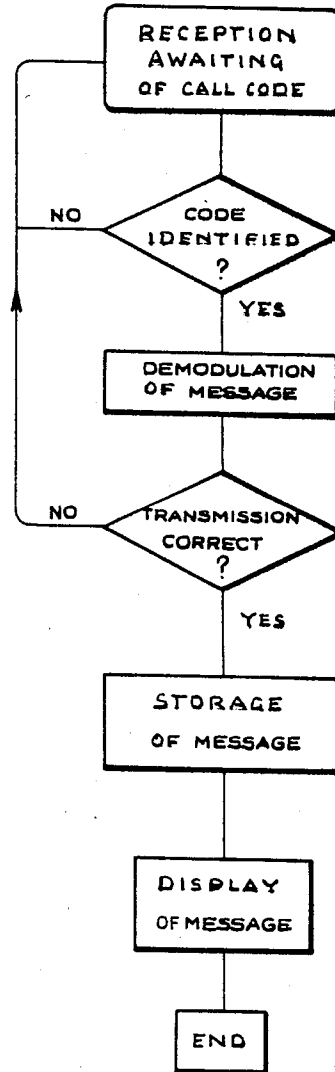 RECEPTION
AWAITING
OF CALL CODE
NO
CODE
IDENTIFIED
?
YES
DEMODULATION
OF MESSAGE
NO
TRANSMISSION
CORRECT
?
YES
STORAGE
OF MESSAGE
DISPLAY
OF MESSAGE
END